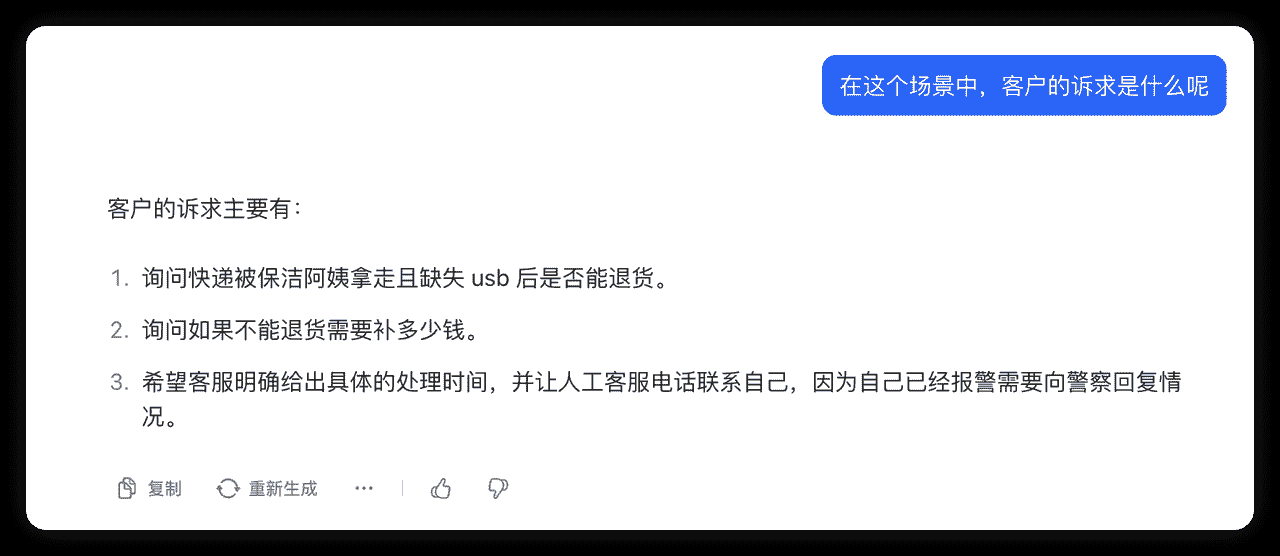 在这个场景中，客户的诉求是什么呢
客户的诉求主要有：
1. 询问快递被保洁阿姨拿走且缺失 usb 后是否能退货。
2. 询问如果不能退货需要补多少钱。
3. 希望客服明确给出具体的处理时间，并让人工客服电话联系自己，因为自己已经报警需要向警察回复情
况。
复制 重新生成